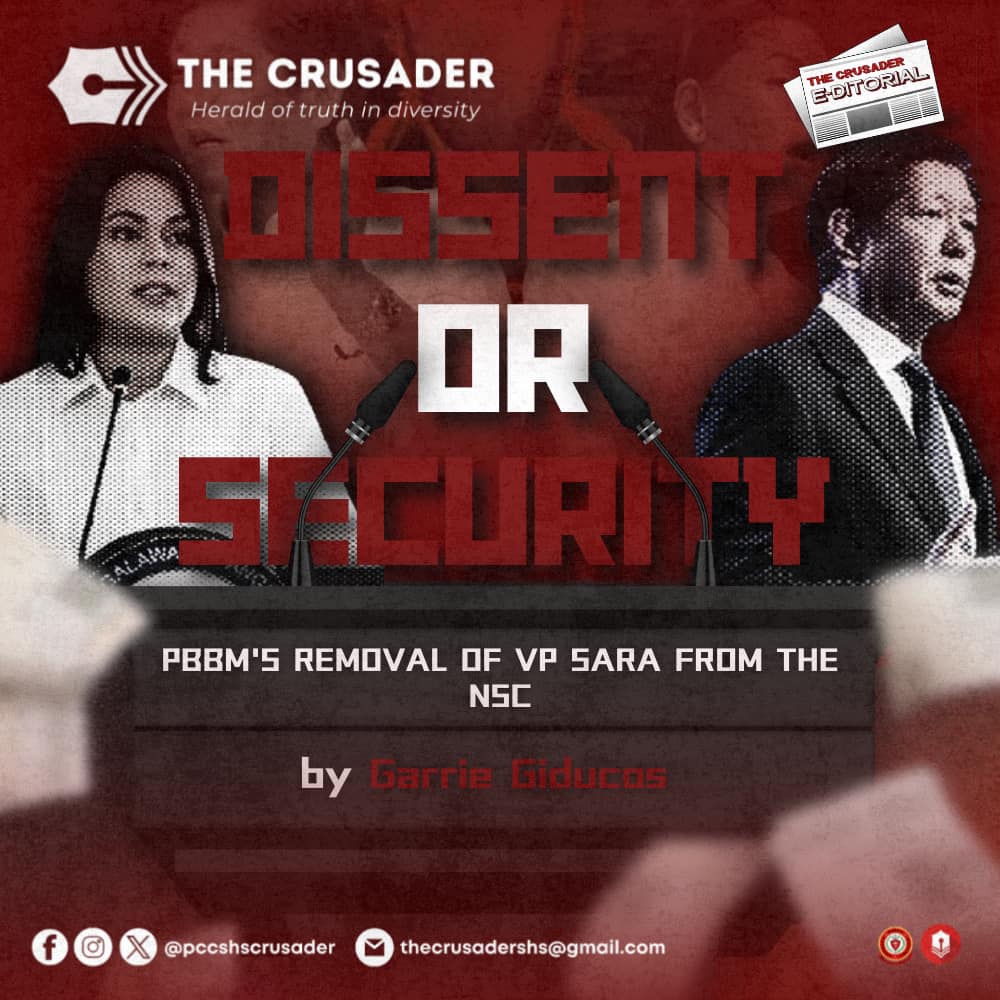 THE CRUSADER
Herald of truth in diversity
THE CRUSADER
E-DITORIAL
DISSENT
OR
SECURITY
PBBM'S REMOVAL OF VP SARA FROM THE
NSC
by Garrie Giducos
@pccshscrusader
thecrusadershs@gmail.com